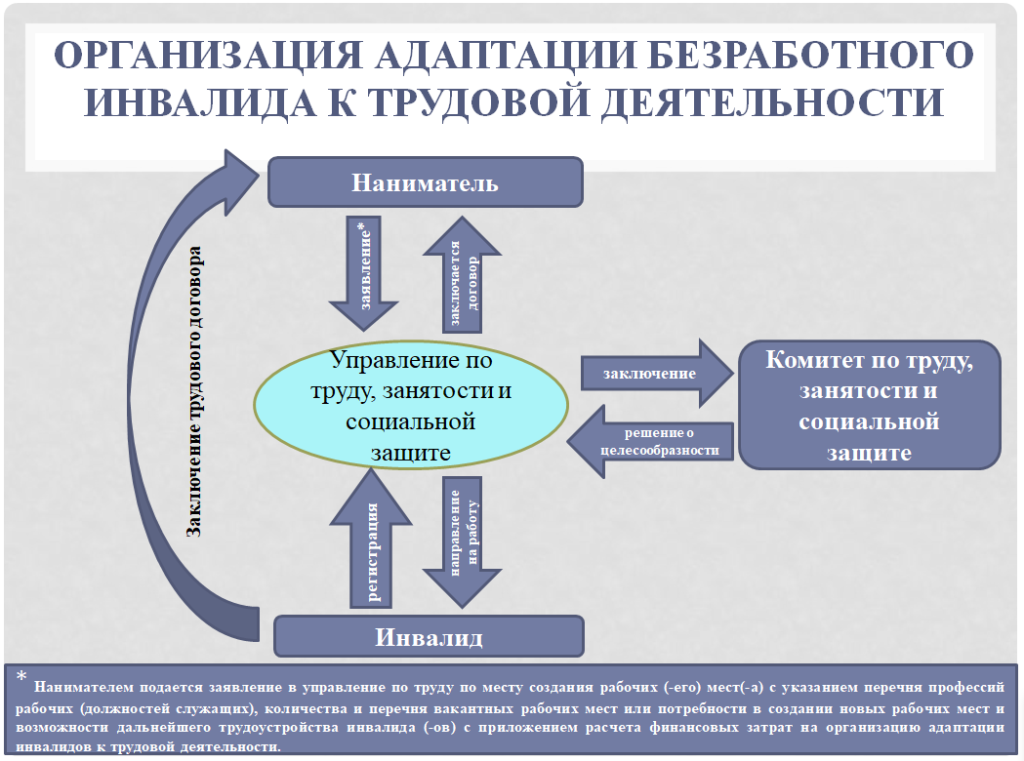 ОРГАНИЗАЦИЯ АДАПТАЦИИ БЕЗРАБОТНОГО
ИНВАЛИДА К ТРУДОВОЙ ДЕЯТЕЛЬНОСТИ
Наниматель
заявление*
заключается
договор
Заключение трудового договора
Управление по
труду, занятости и
социальной
защите
заключение
решение о
целесообразности
Комитет по труду,
занятости и
социальной
защите
регистрация
направление
на работу
Инвалид
* Нанимателем подается заявление в управление по труду по месту создания рабочих (-его) мест(-а) с указанием перечня профессий
рабочих (должностей служащих), количества и перечня вакантных рабочих мест или потребности в создании новых рабочих мест и
возможности дальнейшего трудоустройства инвалида (-ов) с приложением расчета финансовых затрат на организацию адаптации
инвалидов к трудовой деятельности.